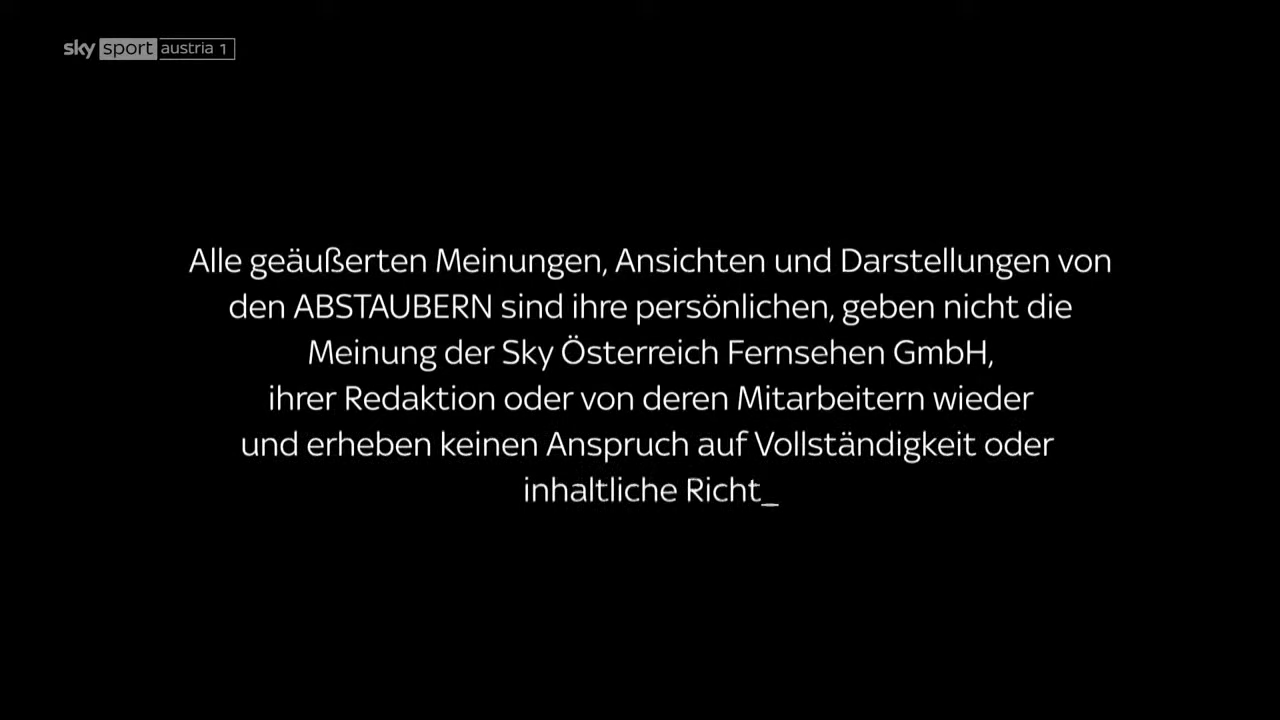 sky sport austria 1
Alle geäußerten Meinungen, Ansichten und Darstellungen von
den ABSTAUBERN sind ihre persönlichen, geben nicht die
Meinung der Sky Österreich Fernsehen GmbH,
ihrer Redaktion oder von deren Mitarbeitern wieder
und erheben keinen Anspruch auf Vollständigkeit oder
inhaltliche Richt_